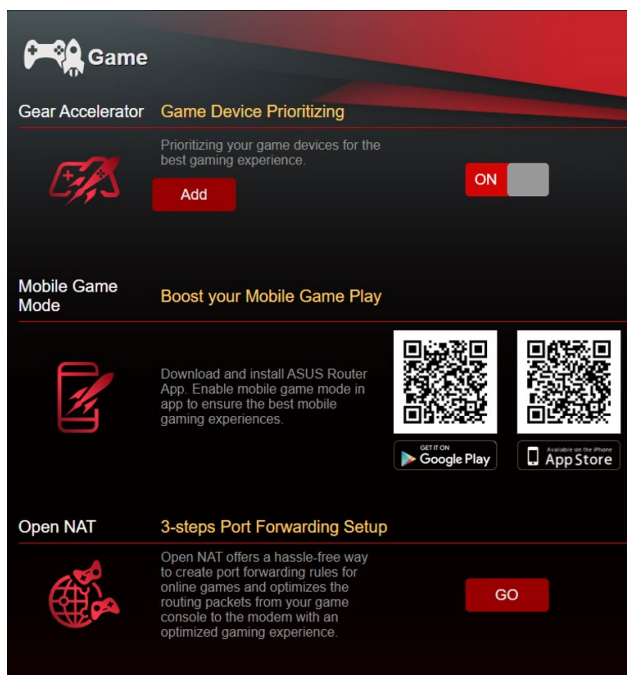 Game
Gear Accelerator
Game Device Prioritizing
Prioritizing your game devices for the
best gaming experience.
Add
ON
Mobile Game
Mode
Boost your Mobile Game Play
Download and install ASUS Router
App. Enable mobile game mode in
app to ensure the best mobile
gaming experiences.
GET IT ON
Google Play
Available on the iPhone
App Store
Open NAT
3-steps Port Forwarding Setup
Open NAT offers a hassle-free way
to create port forwarding rules for
online games and optimizes the
routing packets from your game
console to the modem with an
optimized gaming experience.
GO